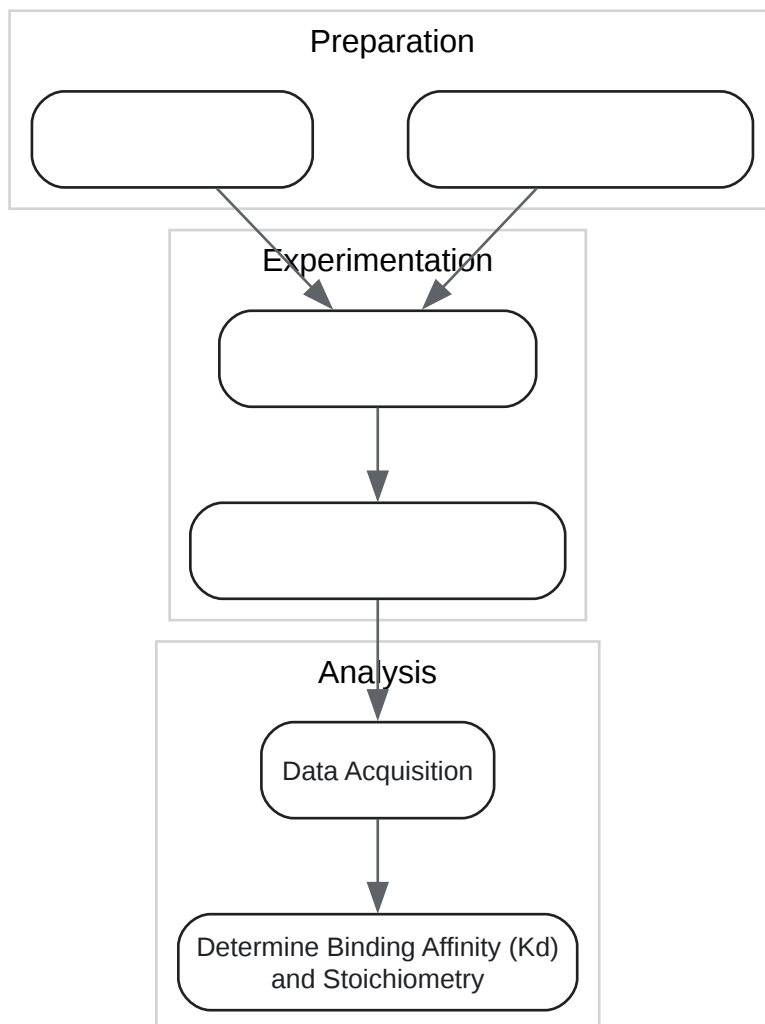 Preparation
Experimentation
Analysis
Data Acquisition
Determine Binding Affinity (Kd)
and Stoichiometry